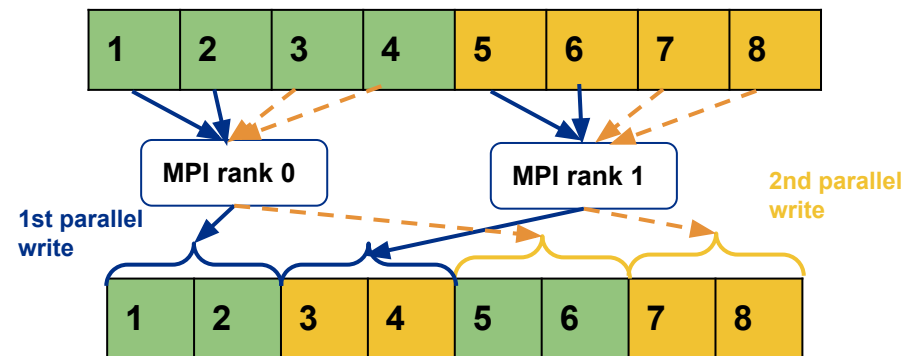 1 2 3 4 5 6 7 8
MPI rank 0
MPI rank 1
1st parallel
write
2nd parallel
write
1 2 3 4 5 6 7 8